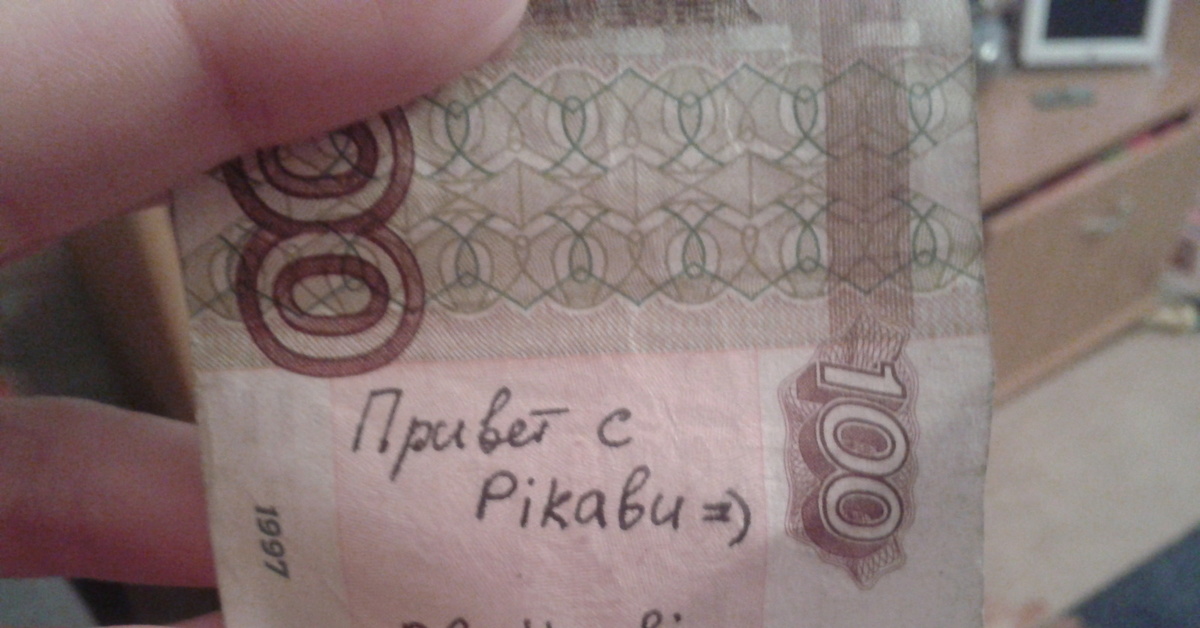 Привет с
Рікави =)
100
1997